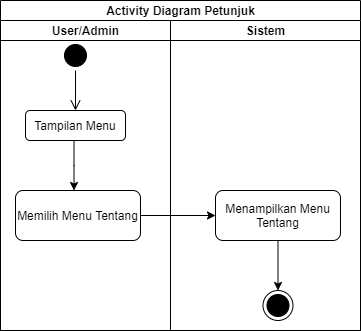 Activity Diagram Petunjuk
User/Admin
Sistem
Tampilan Menu
Memilih Menu Tentang
Menampilkan Menu
Tentang